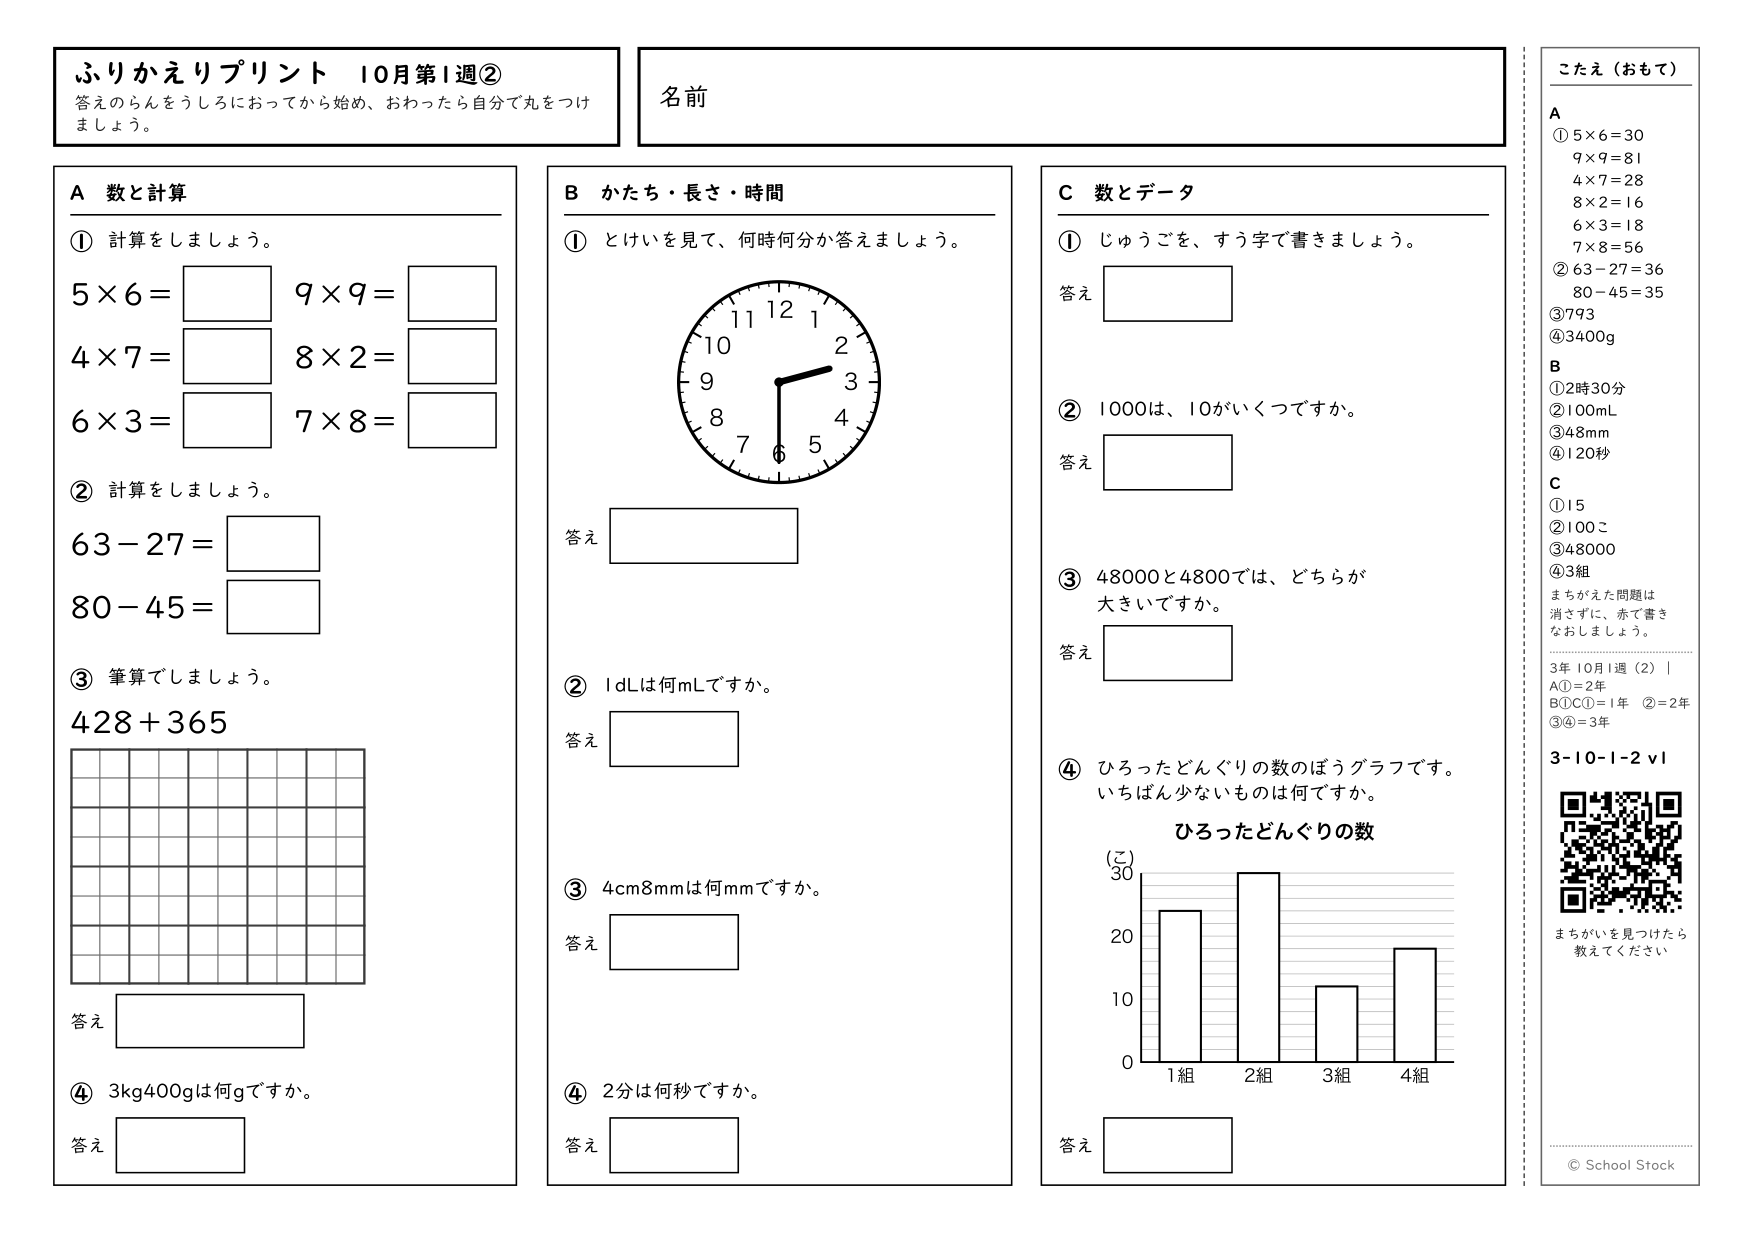 ふりかえりプリント　10月第1週②
答えのらんをうしろにおってから始め、おわったら自分で丸をつけ
ましょう。
名前
A　数と計算
① 計算をしましょう。
5×6＝
9×9＝
4×7＝
8×2＝
6×3＝
7×8＝
② 計算をしましょう。
63－27＝
80－45＝
③ 筆算でしましょう。
428＋365
答え
④ 3kg400gは何gですか。
答え
B　かたち・長さ・時間
① とけいを見て、何時何分か答えましょう。
12
1
2
3
4
5
6
7
8
9
10
11
答え
② 1dLは何mLですか。
答え
③ 4cm8mmは何mmですか。
答え
④ 2分は何秒ですか。
答え
C　数とデータ
① じゅうごを、すう字で書きましょう。
答え
② 1000は、10がいくつですか。
答え
③ 48000と4800では、どちらが
大きいですか。
答え
④ ひろったどんぐりの数のぼうグラフです。
いちばん少ないものは何ですか。
ひろったどんぐりの数
(こ)
30
20
10
0
1組 2組 3組 4組
答え
こたえ（おもて）
A
①5×6＝30
9×9＝81
4×7＝28
8×2＝16
6×3＝18
7×8＝56
②63－27＝36
80－45＝35
③793
④3400g
B
①2時30分
②100mL
③48mm
④120秒
C
①15
②100こ
③48000
④3組
まちがえた問題は
消さずに、赤で書き
なおしましょう。
3年 10月1週（2）｜
A①＝2年
B①C①＝1年　②＝2年
③④＝3年
3-10-1-2 v1
まちがいを見つけたら
教えてください
© School Stock